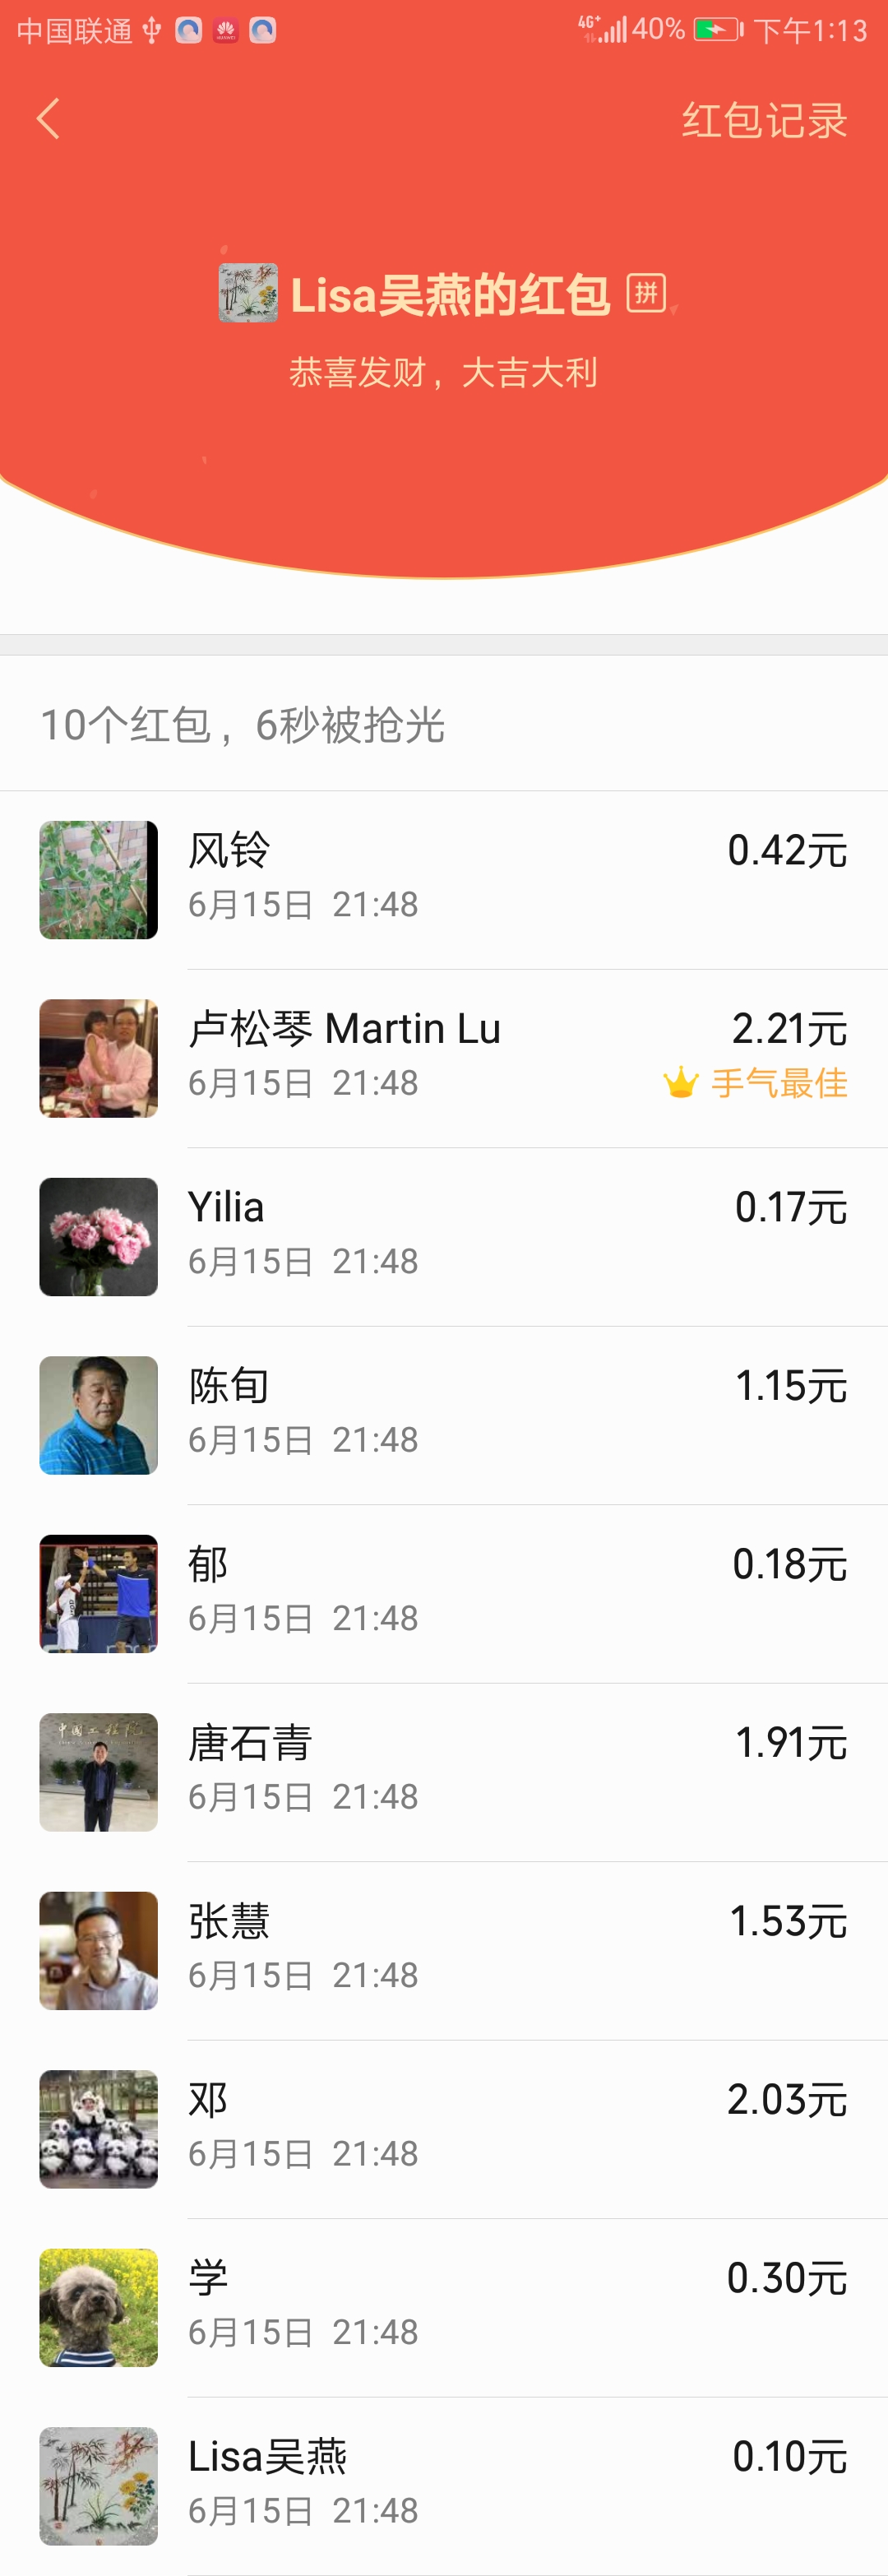 中国联通 4G+ 40% 下午1:13
红包记录
Lisa吴燕的红包 拼
恭喜发财，大吉大利
10个红包，6秒被抢光
风铃 0.42元
6月15日 21:48
卢松琴 Martin Lu 2.21元
6月15日 21:48 手气最佳
Yilia 0.17元
6月15日 21:48
陈旬 1.15元
6月15日 21:48
郁 0.18元
6月15日 21:48
中国工程院
唐石青 1.91元
6月15日 21:48
张慧 1.53元
6月15日 21:48
邓 2.03元
6月15日 21:48
学 0.30元
6月15日 21:48
Lisa吴燕 0.10元
6月15日 21:48